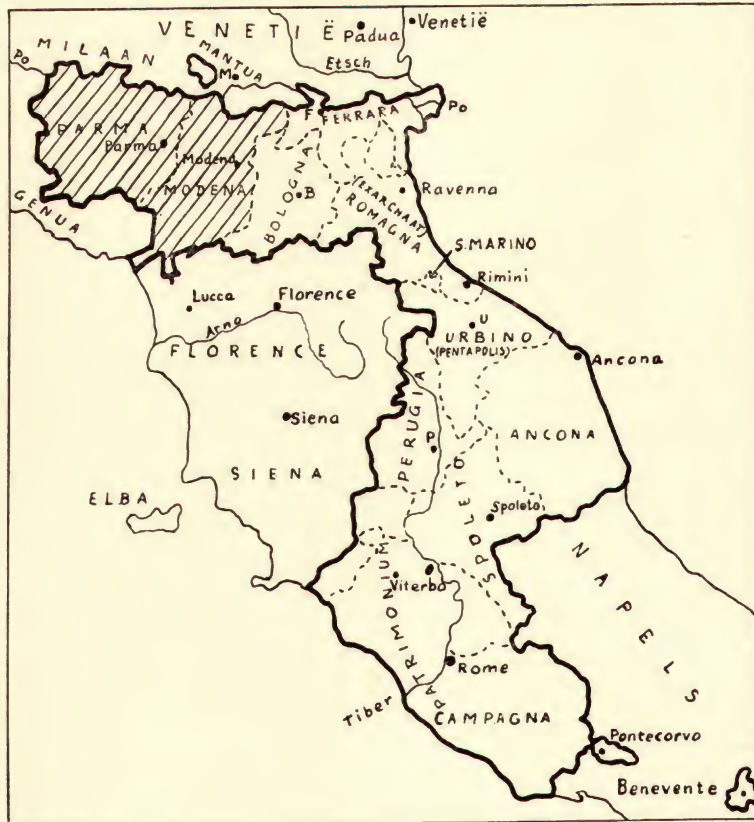 VENETIË
Padua
Venetië
MILAAN
MANTUA
Etsch
Po
M
Po
F
FERRARA
PARMA
Parma
Modena
MODENA
BOLOGNA
B
(EXARCHAAT)
ROMAGNA
Ravenna
GENUA
S. MARINO
Rimini
Lucca
Florence
Arno
FLORENCE
U
URBINO
(PENTAPOLIS)
Ancona
PERUGIA
P
ANCONA
Siena
SIENA
ELBA
SPOLETO
Spoleto
NAPELS
PATRIMONIUM
Viterbo
Rome
Tiber
CAMPAGNA
Pontecorvo
Benevente